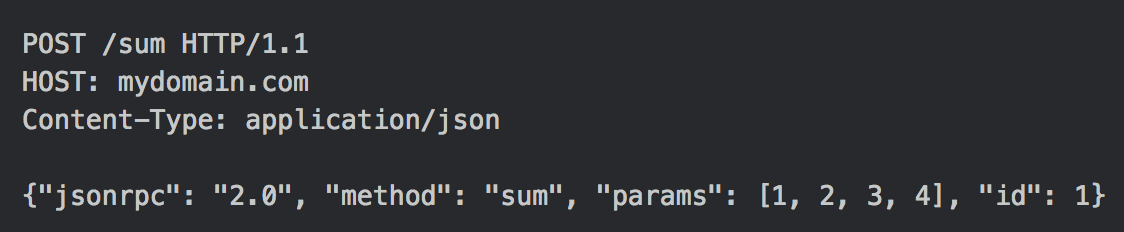 POST /sum HTTP/1.1
HOST: mydomain.com
Content-Type: application/json
{"jsonrpc": "2.0", "method": "sum", "params": [1, 2, 3, 4], "id": 1}